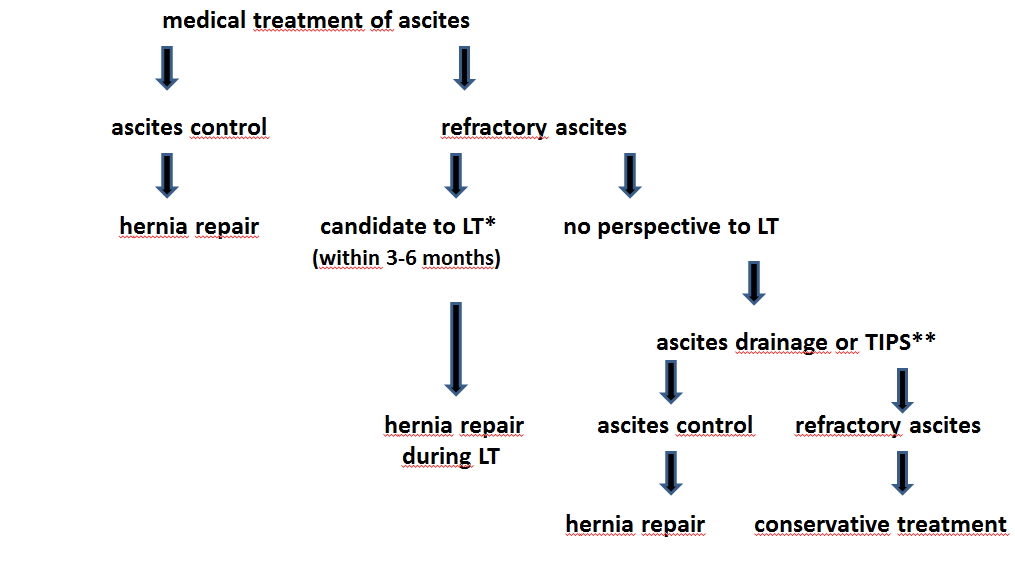 medical treatment of ascites
ascites control
refractory ascites
hernia repair
candidate to LT*
(within 3-6 months)
no perspective to LT
ascites drainage or TIPS**
hernia repair
during LT
ascites control
refractory ascites
hernia repair
conservative treatment